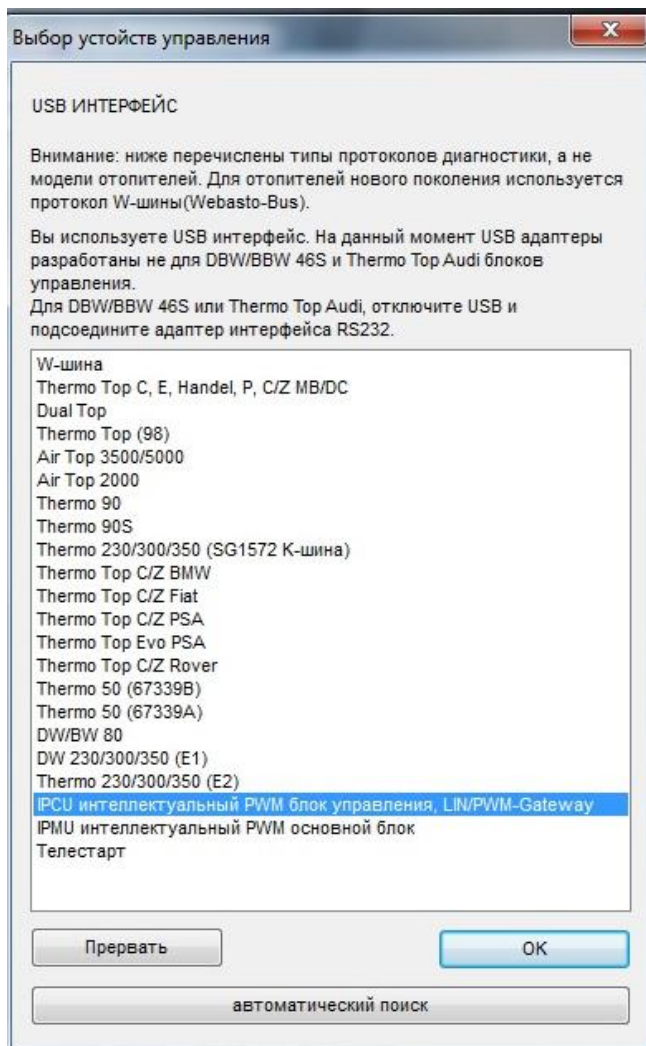 Выбор устойств управления
USB ИНТЕРФЕЙС
Внимание: ниже перечислены типы протоколов диагностики, а не
модели отопителей. Для отопителей нового поколения используется
протокол W-шины(Webasto-Bus).
Вы используете USB интерфейс. На данный момент USB адаптеры
разработаны не для DBW/BBW 46S и Thermo Top Audi блоков
управления.
Для DBW/BBW 46S или Thermo Top Audi, отключите USB и
подсоедините адаптер интерфейса RS232.
W-шина
Thermo Top C, E, Handel, P, C/Z MB/DC
Dual Top
Thermo Top (98)
Air Top 3500/5000
Air Top 2000
Thermo 90
Thermo 90S
Thermo 230/300/350 (SG1572 K-шина)
Thermo Top C/Z BMW
Thermo Top C/Z Fiat
Thermo Top C/Z PSA
Thermo Top Evo PSA
Thermo Top C/Z Rover
Thermo 50 (67339B)
Thermo 50 (67339A)
DW/BW 80
DW 230/300/350 (E1)
Thermo 230/300/350 (E2)
IPCU интеллектуальный PWM блок управления, LIN/PWM-Gateway
IPMU интеллектуальный PWM основной блок
Телестарт
Прервать OK
автоматический поиск